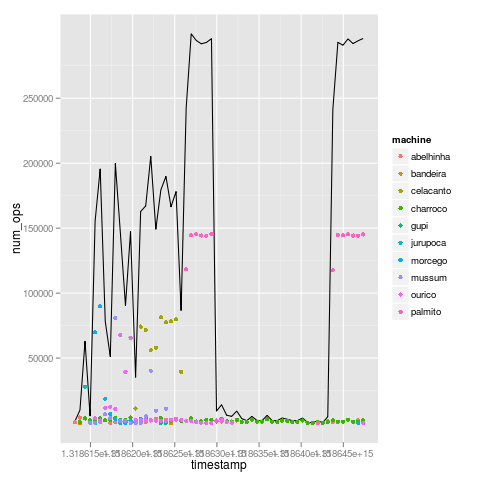 num_ops
250000
200000
150000
100000
50000
timestamp
machine
abelhinha
bandeira
celacanto
charroco
gupi
jurupoca
morcego
mussum
ourico
palmito